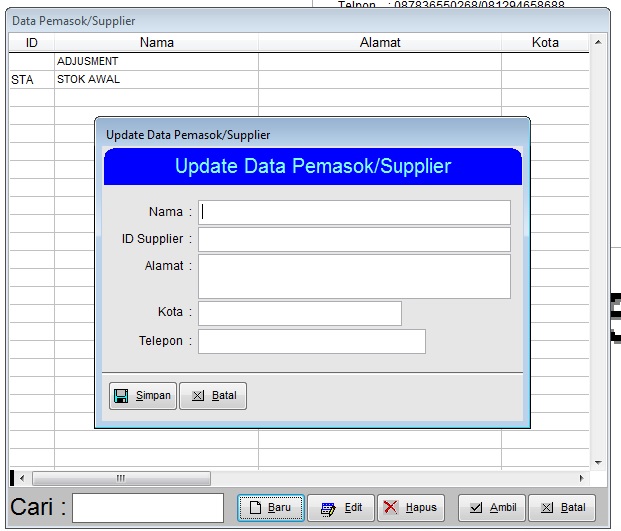 Telpon : 087836550268/081294658688
Data Pemasok/Supplier
ID Nama Alamat Kota
ADJUSMENT
STA STOK AWAL
Update Data Pemasok/Supplier
Update Data Pemasok/Supplier
Nama :
ID Supplier :
Alamat :
Kota :
Telepon :
Simpan Batal
Cari : Baru Edit Hapus Ambil Batal